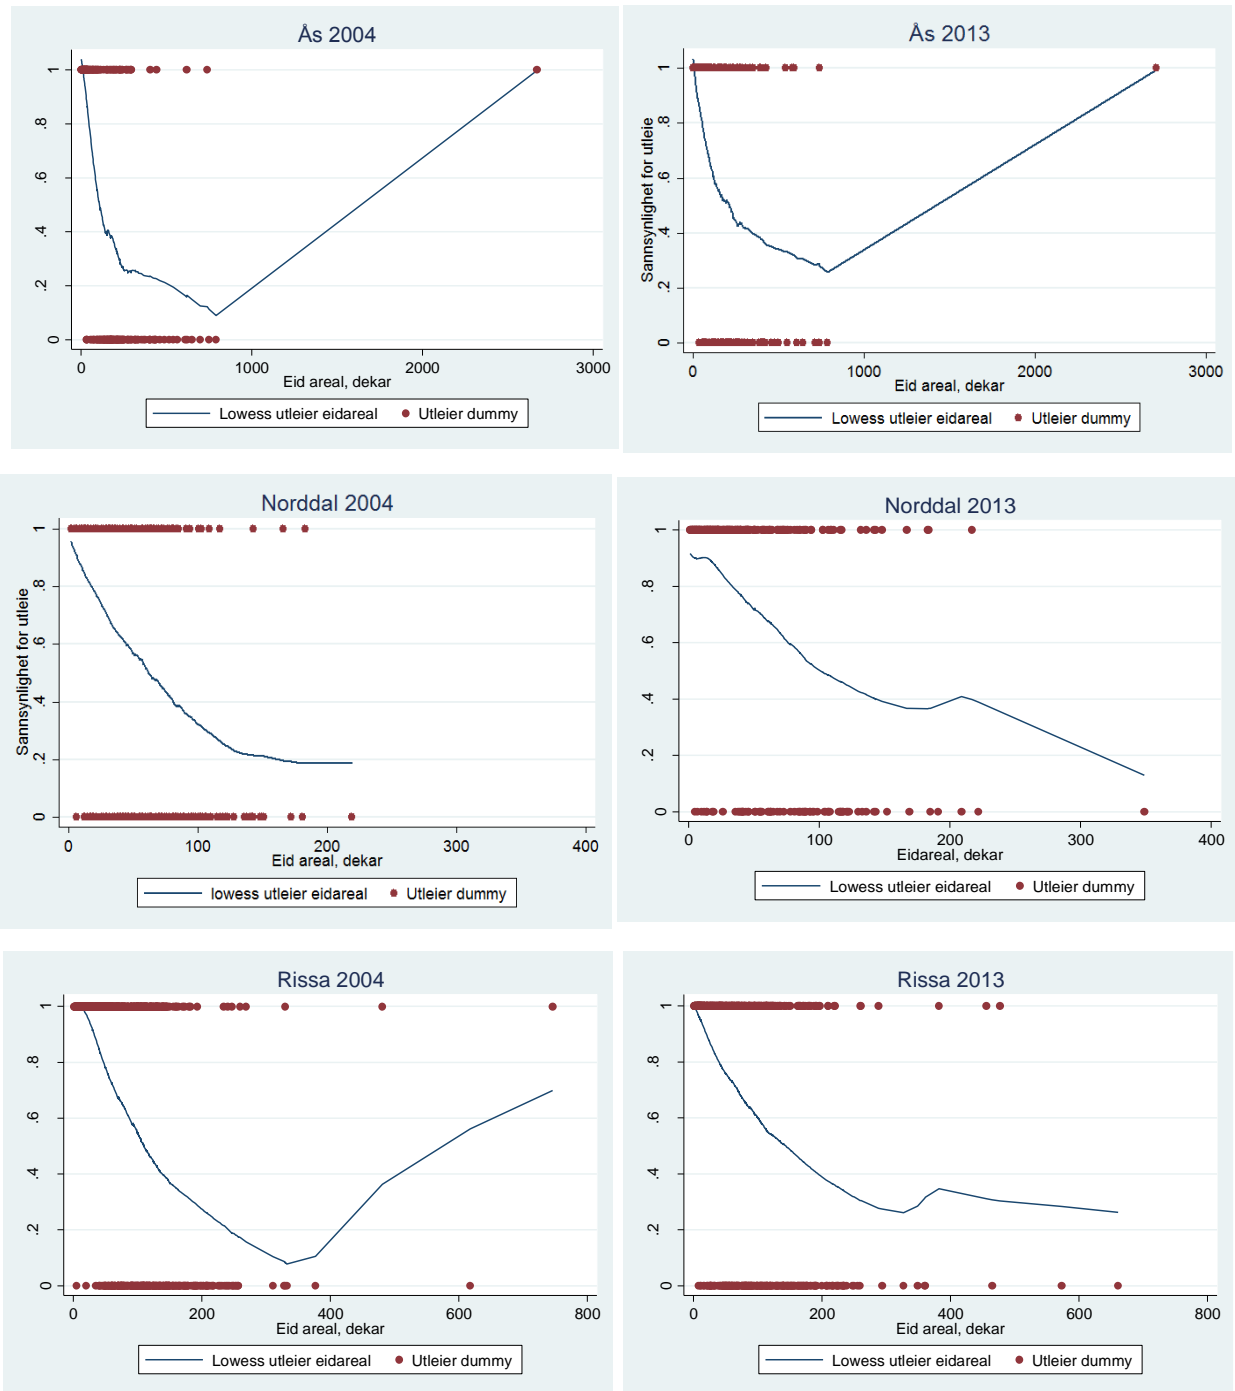 Ås 2004
1
.8
.6
.4
.2
0
0 1000 2000 3000
Eid areal, dekar
Lowess utleier eidareal Utleier dummy
Ås 2013
Sannsynlighet for utleie
1
.8
.6
.4
.2
0
0 1000 2000 3000
Eid areal, dekar
Lowess utleier eidareal Utleier dummy
Norddal 2004
Sannsynlighet for utleie
1
.8
.6
.4
.2
0
0 100 200 300 400
Eid areal, dekar
lowess utleier eidareal Utleier dummy
Norddal 2013
1
.8
.6
.4
.2
0
0 100 200 300 400
Eidareal, dekar
Lowess utleier eidareal Utleier dummy
Rissa 2004
1
.8
.6
.4
.2
0
0 200 400 600 800
Eid areal, dekar
Lowess utleier eidareal Utleier dummy
Rissa 2013
1
.8
.6
.4
.2
0
0 200 400 600 800
Eid areal, dekar
Lowess utleier eidareal Utleier dummy